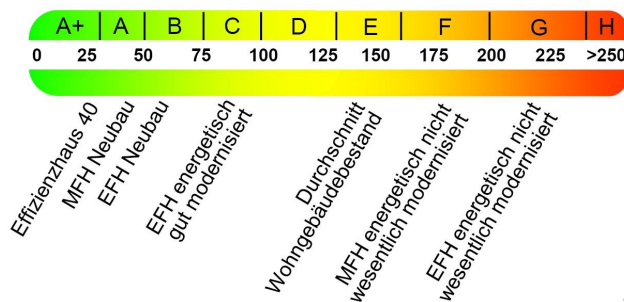 A+ A B C D E F G H
0 25 50 75 100 125 150 175 200 225 >250
Effizienzhaus 40
MFH Neubau
EFH Neubau
EFH energetisch
gut modernisiert
Durchschnitt
Wohngebäudebestand
MFH energetisch nicht
wesentlich modernisiert
EFH energetisch nicht
wesentlich modernisiert